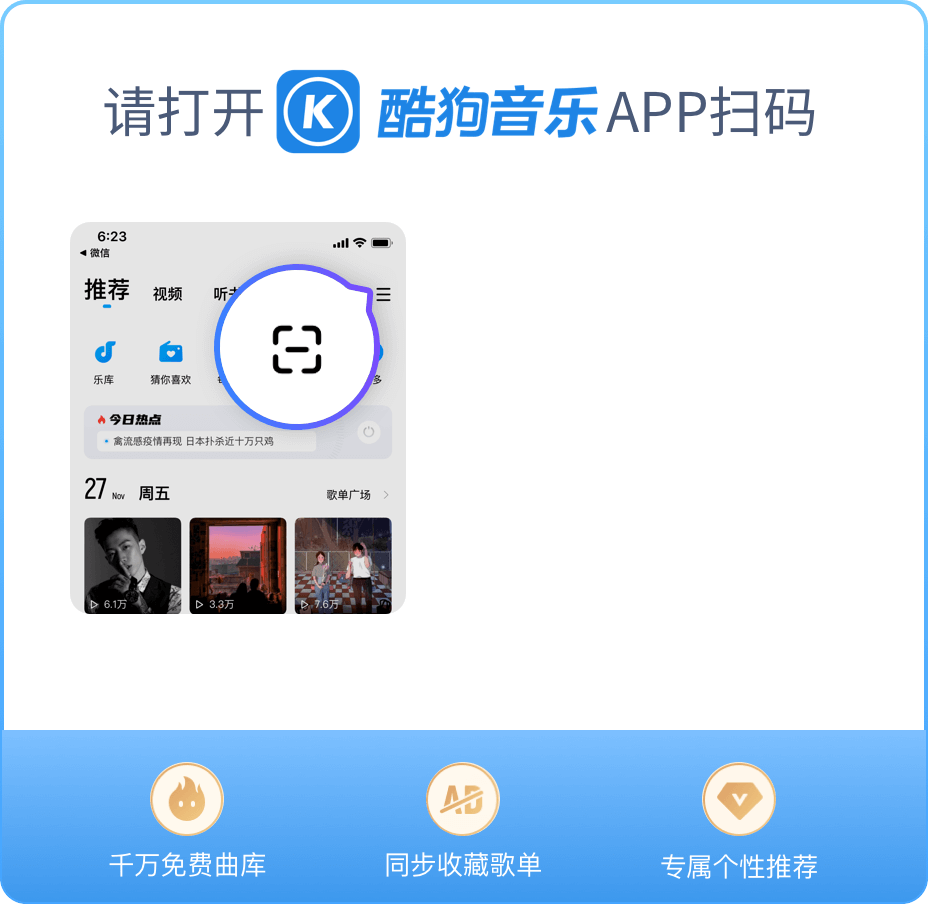 请打开 K 酷狗音乐 APP扫码
6:23
微信
推荐 视频
乐库 猜你喜欢 多
今日热点
禽流感疫情再现 日本扑杀近十万只鸡
27 Nov 周五 歌单广场
6.1万 3.3万 7.6万
AD
千万免费曲库 同步收藏歌单 专属个性推荐